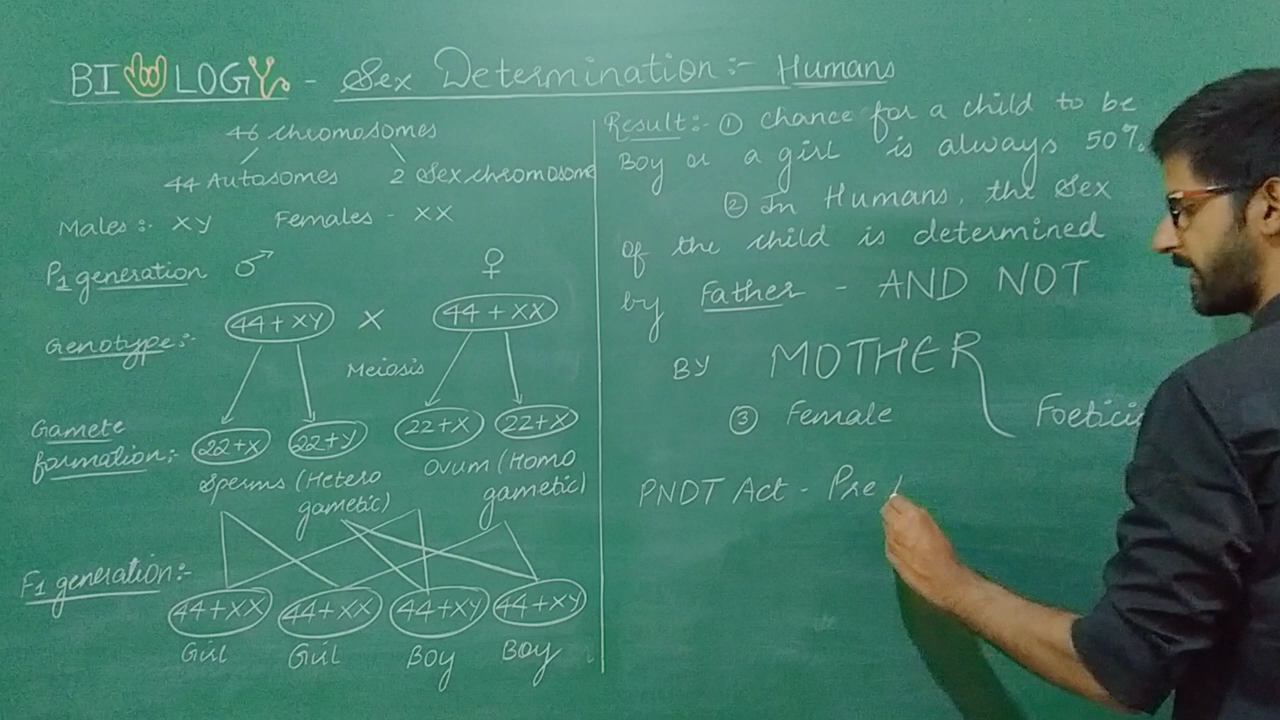 BIOLOGY - Sex Determination:- Humans
46 chromosomes
44 Autosomes 2 Sex chromosome
Males:- XY Females - XX
P1 generation ♂ ♀
Genotype:- 44+XY X 44+XX
Meiosis
Gamete
formation:- 22+X 22+Y 22+X 22+X
Sperms (Hetero
gametic)
Ovum (Homo
gametic)
F1 generation:-
44+XX 44+XX 44+XY 44+XY
Girl Girl Boy Boy
Result:- ① chance for a child to be
Boy or a girl is always 50%.
② In Humans, the Sex
of the child is determined
by Father - AND NOT
BY MOTHER
③ Female Foetici
PNDT Act - Pre